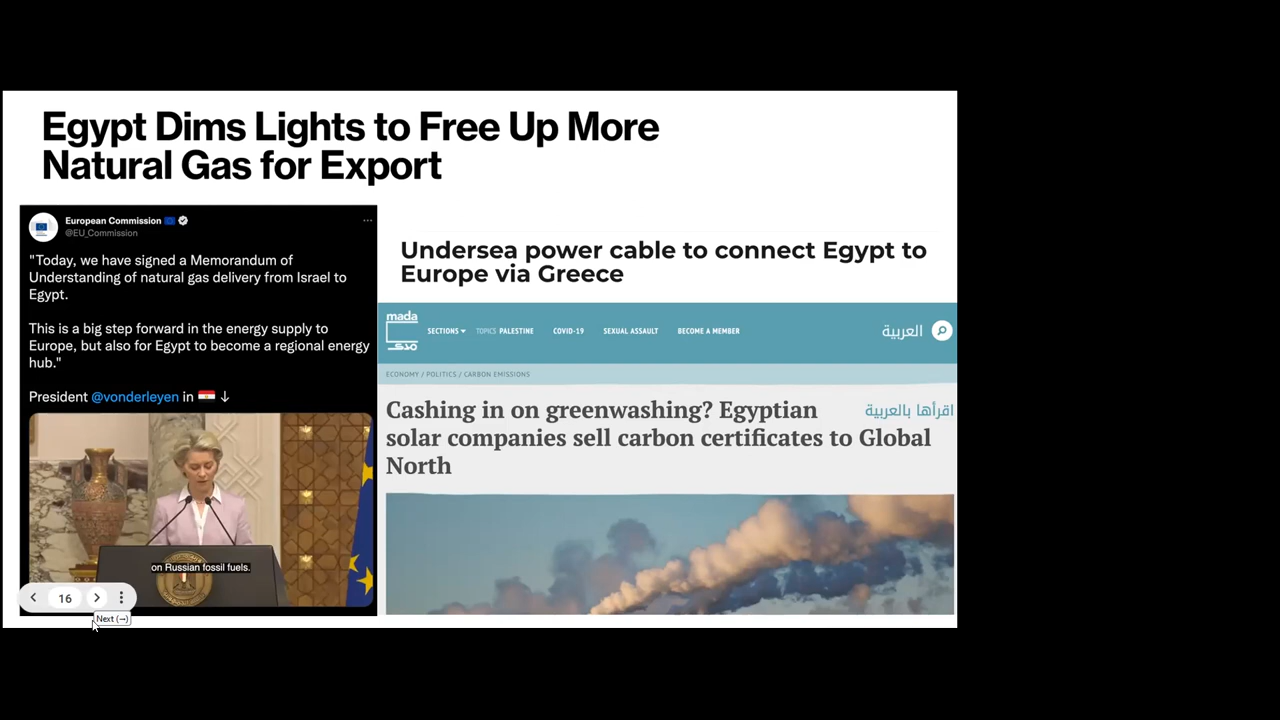 Egypt Dims Lights to Free Up More
Natural Gas for Export
European Commission
@EU_Commission
"Today, we have signed a Memorandum of
Understanding of natural gas delivery from Israel to
Egypt.
This is a big step forward in the energy supply to
Europe, but also for Egypt to become a regional energy
hub."
President @vonderleyen in 🇪🇬 ↓
on Russian fossil fuels.
16
Next (→)
Undersea power cable to connect Egypt to
Europe via Greece
mada
مدى
SECTIONS TOPICS PALESTINE COVID-19 SEXUAL ASSAULT BECOME A MEMBER العربية
ECONOMY / POLITICS / CARBON EMISSIONS
Cashing in on greenwashing? Egyptian
solar companies sell carbon certificates to Global
North
اقرأها بالعربية